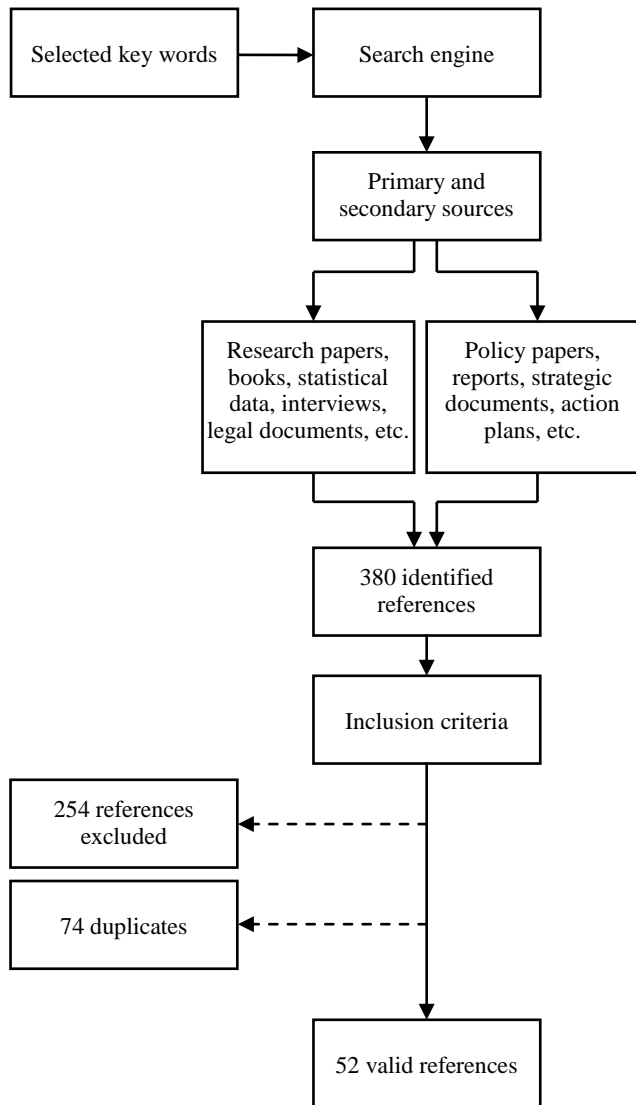 Selected key words
Search engine
Primary and
secondary sources
Research papers,
books, statistical
data, interviews,
legal documents, etc.
Policy papers,
reports, strategic
documents, action
plans, etc.
380 identified
references
Inclusion criteria
254 references
excluded
74 duplicates
52 valid references